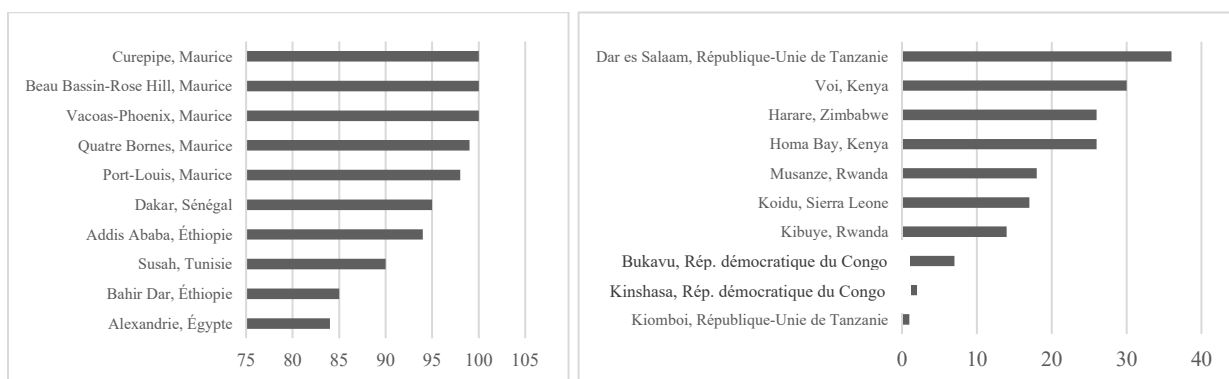 Curepipe, Maurice
Beau Bassin-Rose Hill, Maurice
Vacoas-Phoenix, Maurice
Quatre Bornes, Maurice
Port-Louis, Maurice
Dakar, Sénégal
Addis Ababa, Éthiopie
Susah, Tunisie
Bahir Dar, Éthiopie
Alexandrie, Égypte
75 80 85 90 95 100 105
Dar es Salaam, République-Unie de Tanzanie
Voi, Kenya
Harare, Zimbabwe
Homa Bay, Kenya
Musanze, Rwanda
Koidu, Sierra Leone
Kibuye, Rwanda
Bukavu, Rép. démocratique du Congo
Kinshasa, Rép. démocratique du Congo
Kiomboi, République-Unie de Tanzanie
0 10 20 30 40